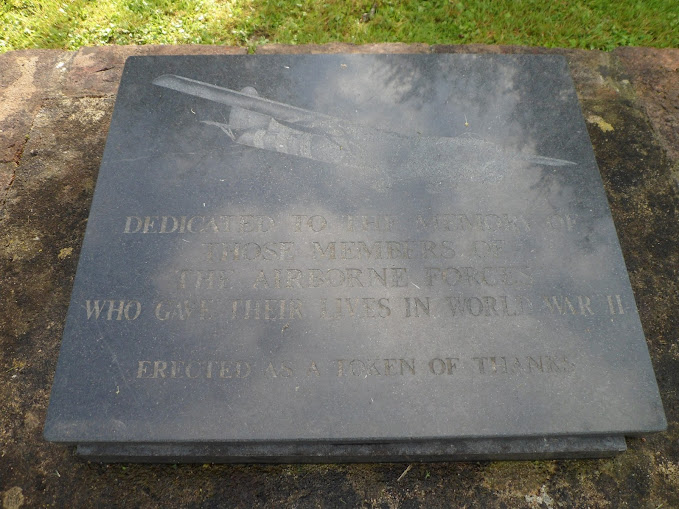 DEDICATED TO THE MEMORY OF
THOSE MEMBERS OF
THE AIRBORNE FORCES
WHO GAVE THEIR LIVES IN WORLD WAR II
ERECTED AS A TOKEN OF THANKS